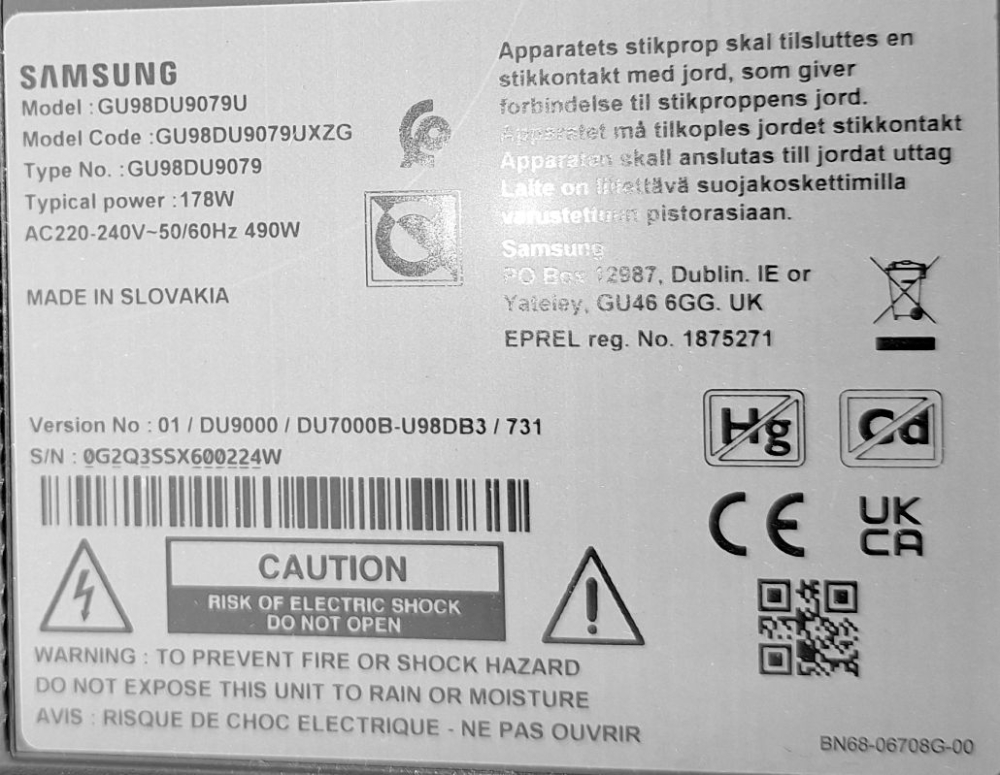 SAMSUNG
Model : GU98DU9079U
Model Code : GU98DU9079UXZG
Type No. : GU98DU9079
Typical power : 178W
AC220-240V~50/60Hz 490W
MADE IN SLOVAKIA
Apparatets stikprop skal tilsluttes en
stikkontakt med jord, som giver
forbindelse til stikproppens jord.
Apparatet må tilkoples jordet stikkontakt
Apparaten skall anslutas till jordat uttag
Laite on liitettävä suojakoskettimilla
varustettuun pistorasiaan.
Samsung
PO Box 12987, Dublin. IE or
Yateley, GU46 6GG. UK
EPREL reg. No. 1875271
Version No : 01 / DU9000 / DU7000B-U98DB3 / 731
S/N : 0G2Q3SSX600224W
Hg
Cd
CE
UK
CA
CAUTION
RISK OF ELECTRIC SHOCK
DO NOT OPEN
WARNING : TO PREVENT FIRE OR SHOCK HAZARD
DO NOT EXPOSE THIS UNIT TO RAIN OR MOISTURE
AVIS : RISQUE DE CHOC ELECTRIQUE - NE PAS OUVRIR
BN68-06708G-00